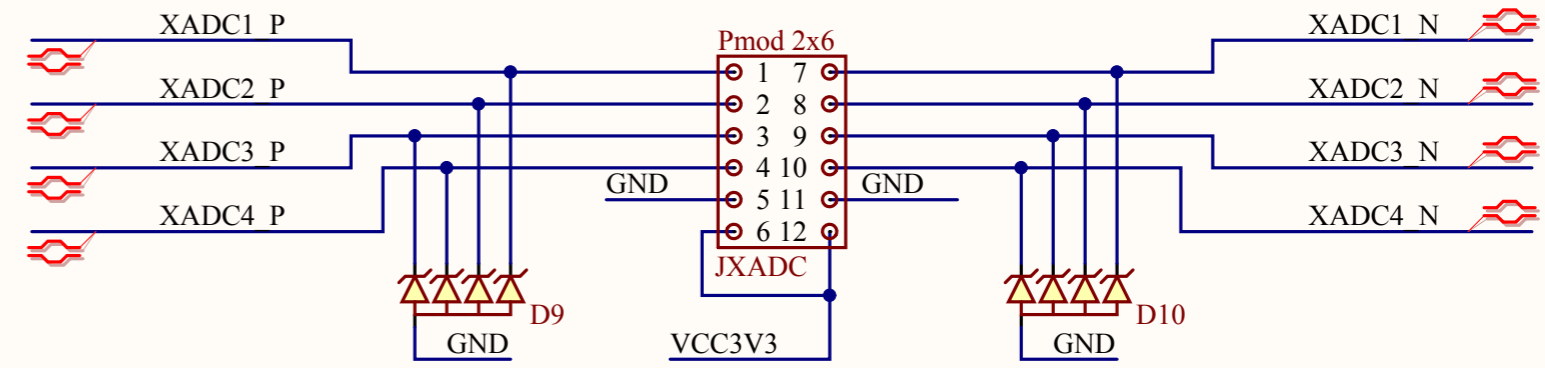 XADC1_P
XADC1_N
Pmod 2x6
1 7
XADC2_P
XADC2_N
2 8
3 9
XADC3_P
XADC3_N
4 10
GND
GND
5 11
XADC4_P
XADC4_N
6 12
JXADC
D9
D10
GND
VCC3V3
GND